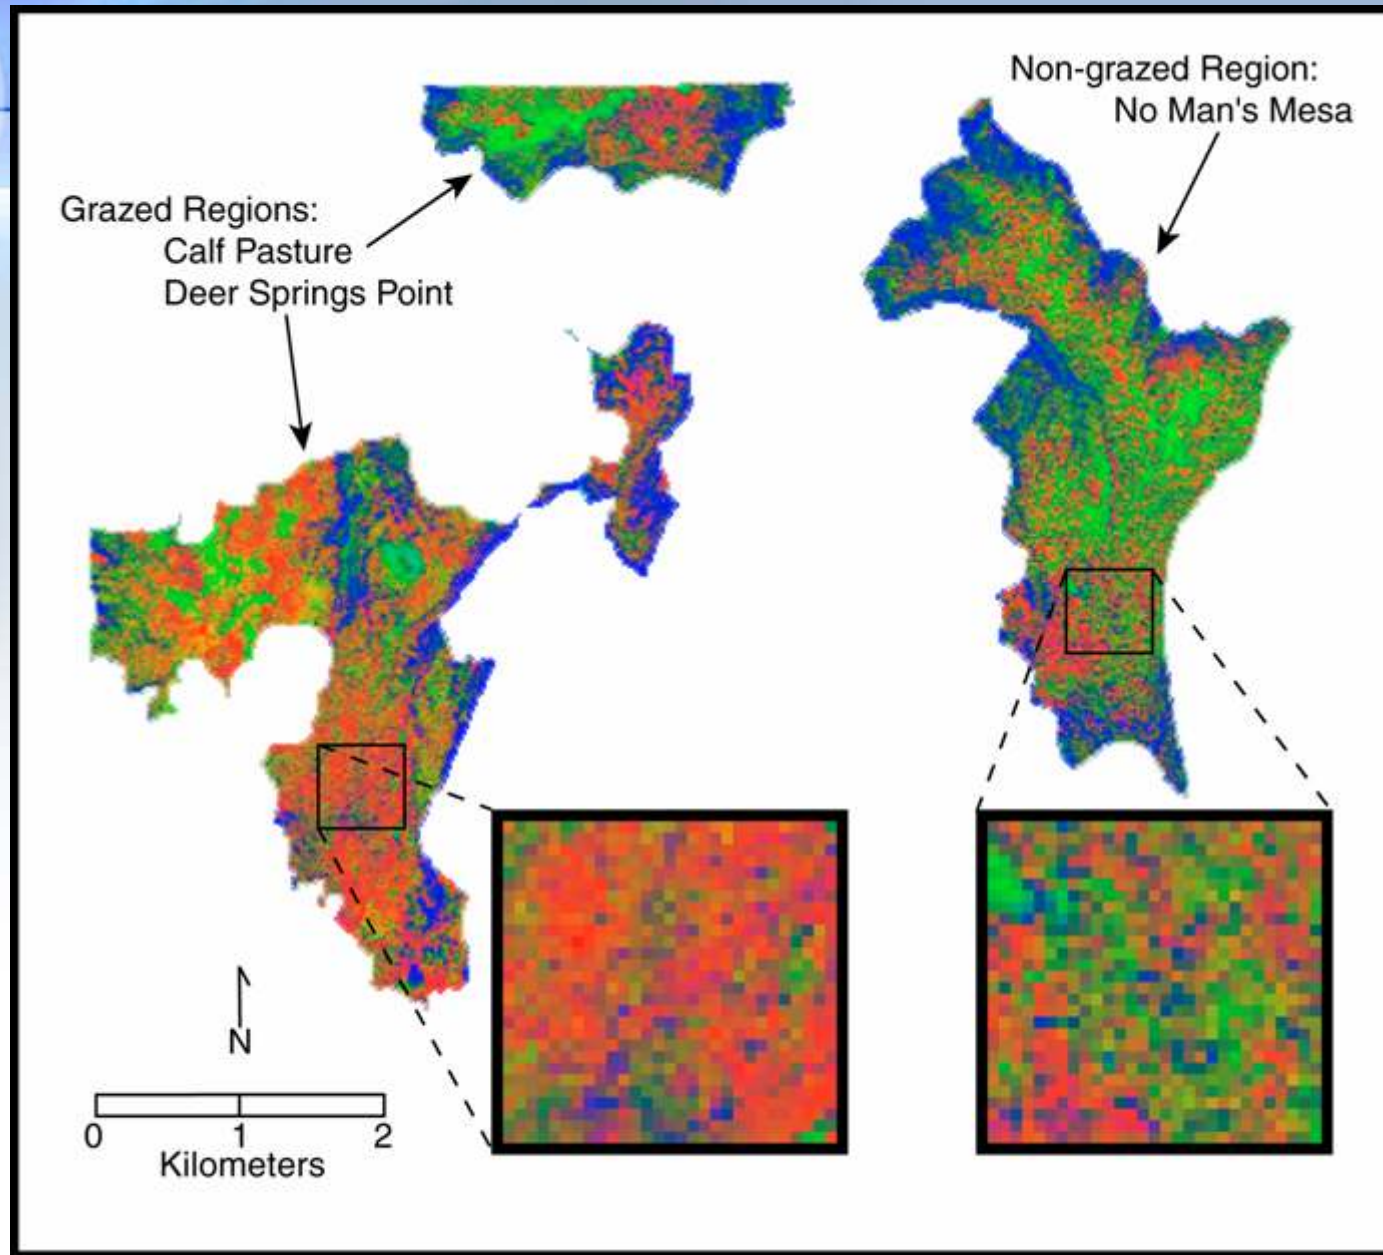 Non-grazed Region:
No Man's Mesa
Grazed Regions:
Calf Pasture
Deer Springs Point
N
0 1 2
Kilometers